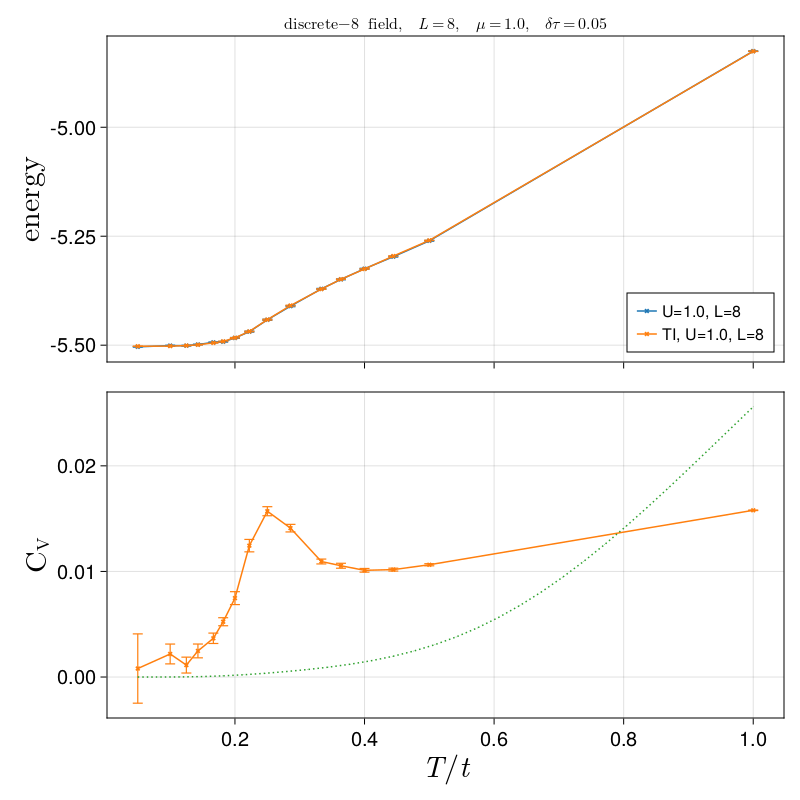 discrete−8 field, L = 8, μ = 1.0, δτ = 0.05
energy
-5.00
-5.25
-5.50
U=1.0, L=8
TI, U=1.0, L=8
C_V
0.02
0.01
0.00
0.2 0.4 0.6 0.8 1.0
T/t